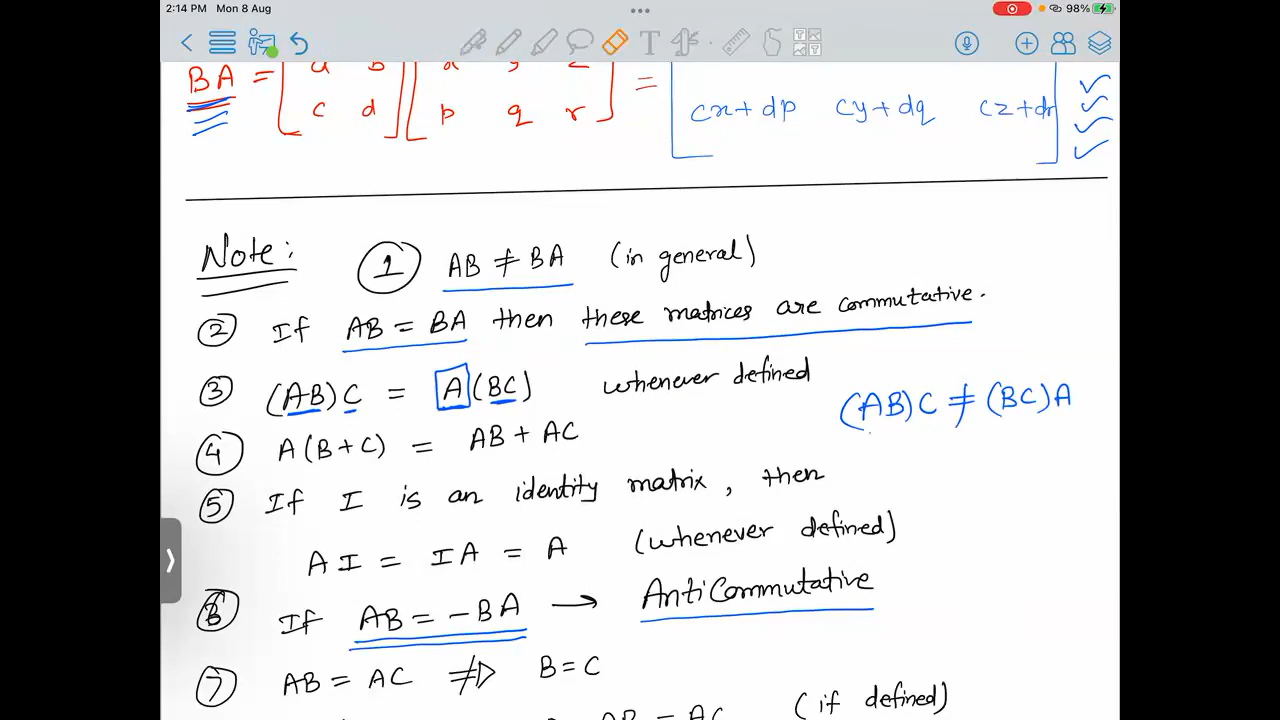 2:14 PM Mon 8 Aug
98%
BA = [a b c d] [x y z p q r] = [cx+dp cy+dq cz+dr]
Note: ① AB ≠ BA (in general)
② If AB = BA then these matrices are commutative.
③ (AB)C = A(BC) whenever defined
(AB)C ≠ (BC)A
④ A(B+C) = AB + AC
⑤ If I is an identity matrix, then
AI = IA = A (whenever defined)
⑥ If AB = -BA → AntiCommutative
⑦ AB = AC ⇏ B = C
AB = AC (if defined)